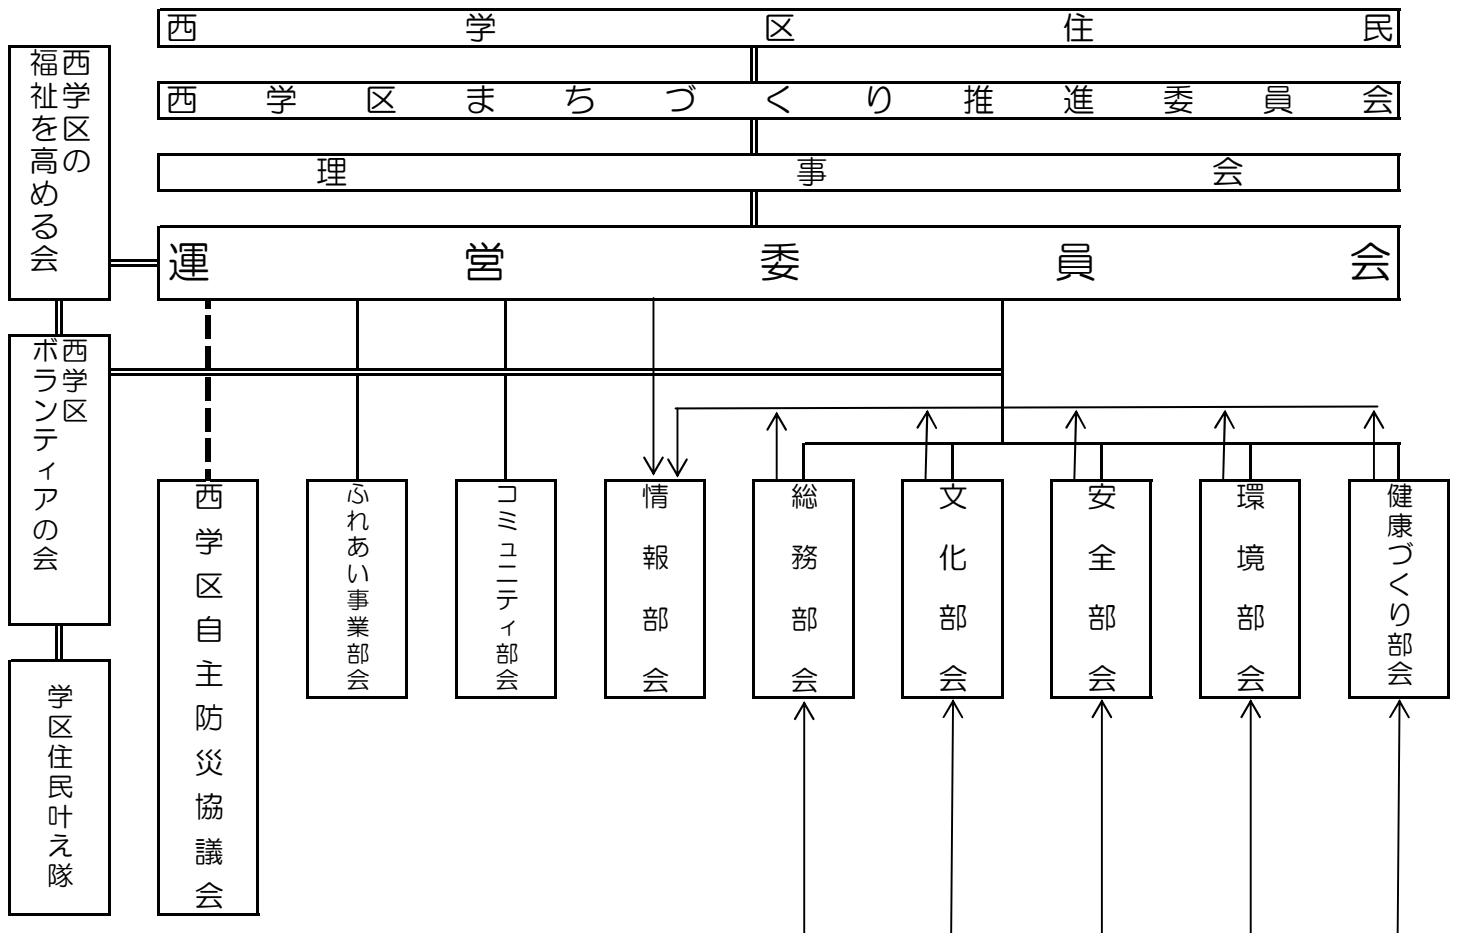 西学区住民
西学区まちづくり推進委員会
理事会
運営委員会
西学区の
福祉を高める会
西学区
ボランティアの会
学区住民叶え隊
西学区自主防災協議会
ふれあい事業部会
コミュニティ部会
情報部会
総務部会
文化部会
安全部会
環境部会
健康づくり部会